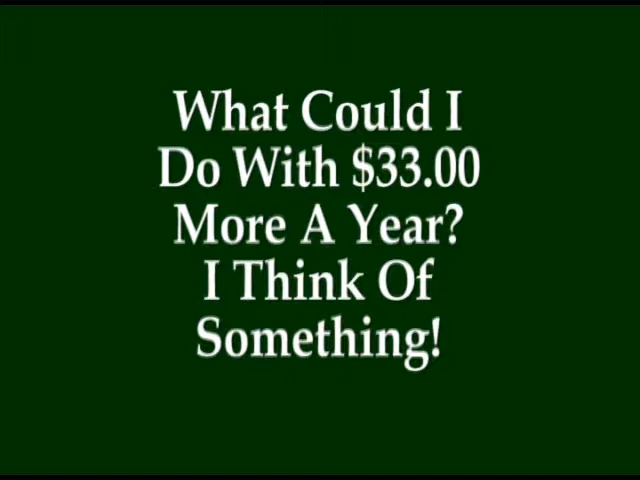 What Could I
Do With $33.00
More A Year?
I Think Of
Something!